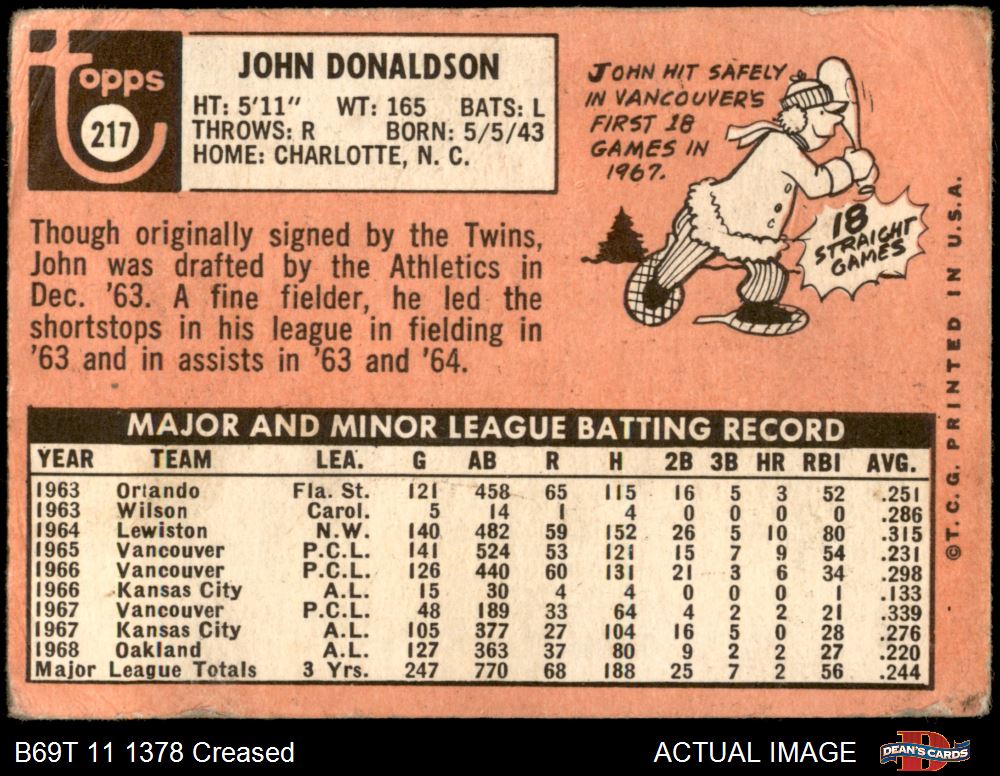 topps
217
JOHN DONALDSON
HT: 5'11" WT: 165 BATS: L
THROWS: R BORN: 5/5/43
HOME: CHARLOTTE, N. C.
JOHN HIT SAFELY
IN VANCOUVER'S
FIRST 18
GAMES IN
1967.
18
STRAIGHT
GAMES
Though originally signed by the Twins,
John was drafted by the Athletics in
Dec. '63. A fine fielder, he led the
shortstops in his league in fielding in
'63 and in assists in '63 and '64.
MAJOR AND MINOR LEAGUE BATTING RECORD
YEAR TEAM LEA. G AB R H 2B 3B HR RBI AVG.
1963 Orlando Fla. St. 121 458 65 115 16 5 3 52 .251
1963 Wilson Carol. 5 14 1 4 0 0 0 0 .286
1964 Lewiston N.W. 140 482 59 152 26 5 10 80 .315
1965 Vancouver P.C.L. 141 524 53 121 15 7 9 54 .231
1966 Vancouver P.C.L. 126 440 60 131 21 3 6 34 .298
1966 Kansas City A.L. 15 30 4 4 0 0 0 1 .133
1967 Vancouver P.C.L. 48 189 33 64 4 2 2 21 .339
1967 Kansas City A.L. 105 377 27 104 16 5 0 28 .276
1968 Oakland A.L. 127 363 37 80 9 2 2 27 .220
Major League Totals 3 Yrs. 247 770 68 188 25 7 2 56 .244
©T.C.G. PRINTED IN U.S.A.
B69T 11 1378 Creased
ACTUAL IMAGE
DEAN'S CARDS